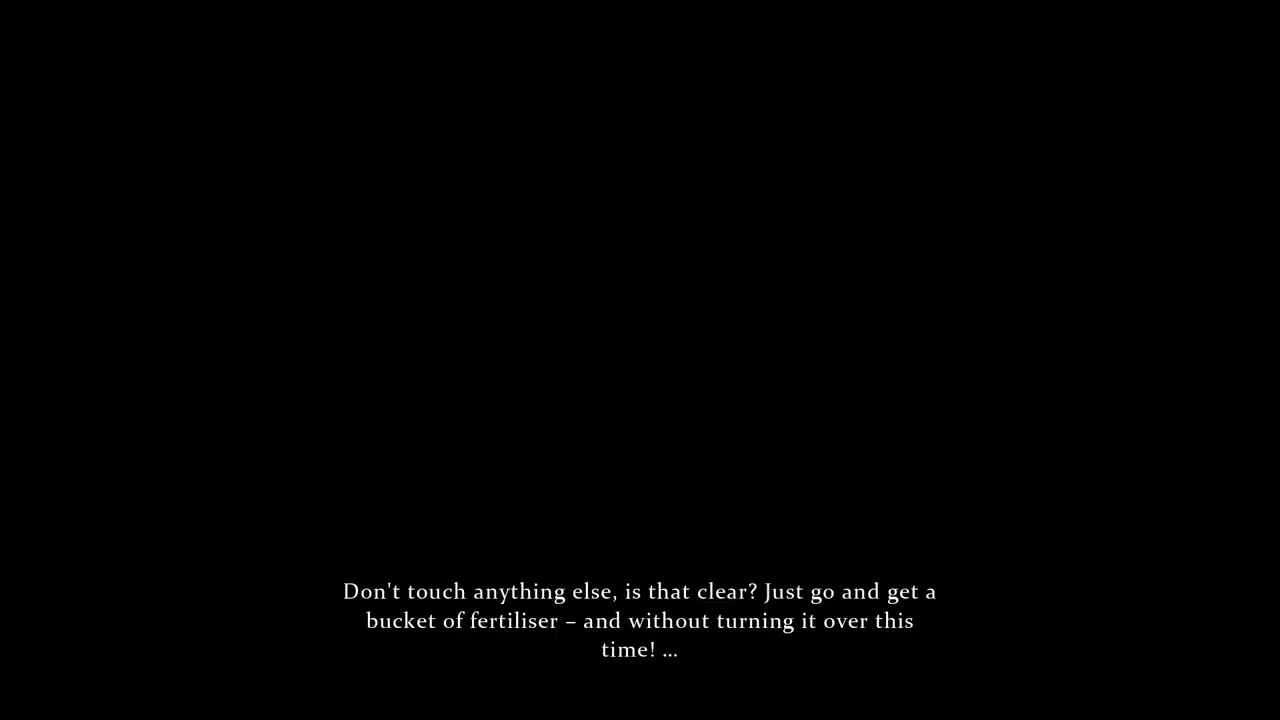 Don't touch anything else, is that clear? Just go and get a
bucket of fertiliser – and without turning it over this
time! ...